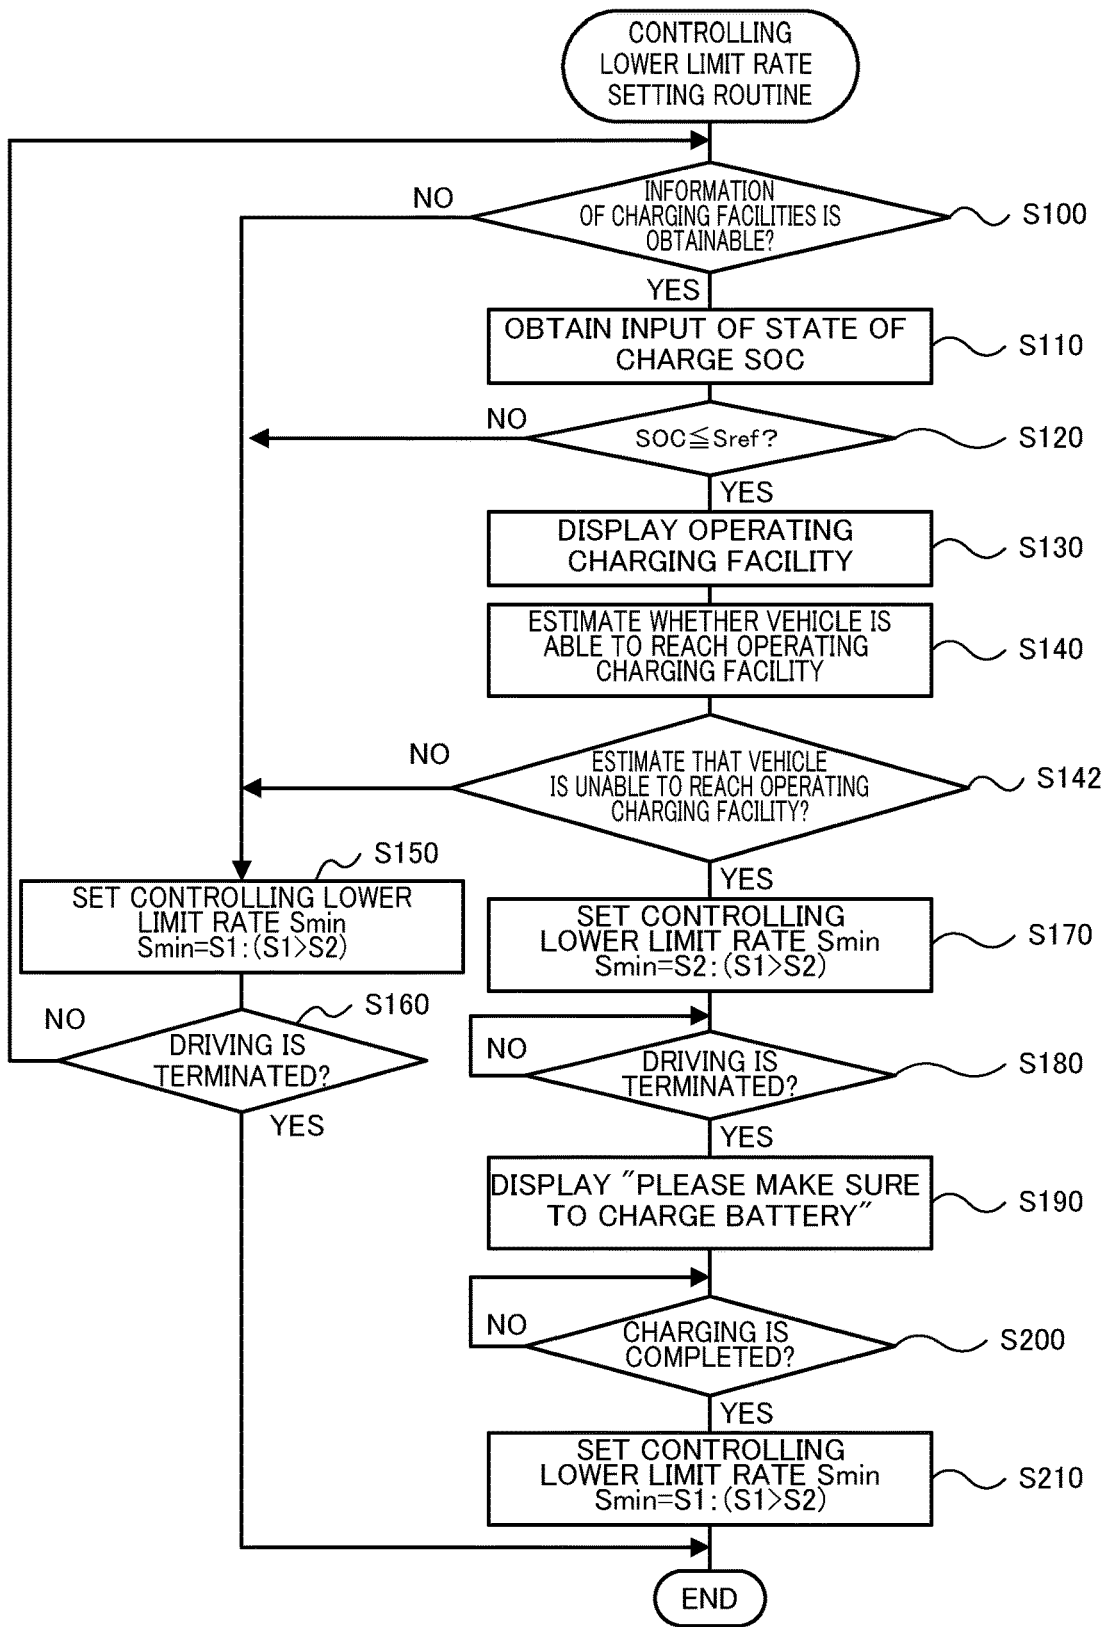 CONTROLLING
LOWER LIMIT RATE
SETTING ROUTINE
NO
INFORMATION
OF CHARGING FACILITIES IS
OBTAINABLE?
S100
YES
OBTAIN INPUT OF STATE OF
CHARGE SOC
S110
NO
SOC≦Sref?
S120
YES
DISPLAY OPERATING
CHARGING FACILITY
S130
ESTIMATE WHETHER VEHICLE IS
ABLE TO REACH OPERATING
CHARGING FACILITY
S140
NO
ESTIMATE THAT VEHICLE
IS UNABLE TO REACH OPERATING
CHARGING FACILITY?
S142
YES
S150
SET CONTROLLING LOWER
LIMIT RATE Smin
Smin=S1:(S1>S2)
SET CONTROLLING
LOWER LIMIT RATE Smin
Smin=S2:(S1>S2)
S170
NO
S160
DRIVING IS
TERMINATED?
YES
NO
DRIVING IS
TERMINATED?
S180
YES
DISPLAY "PLEASE MAKE SURE
TO CHARGE BATTERY"
S190
NO
CHARGING IS
COMPLETED?
S200
YES
SET CONTROLLING
LOWER LIMIT RATE Smin
Smin=S1:(S1>S2)
S210
END